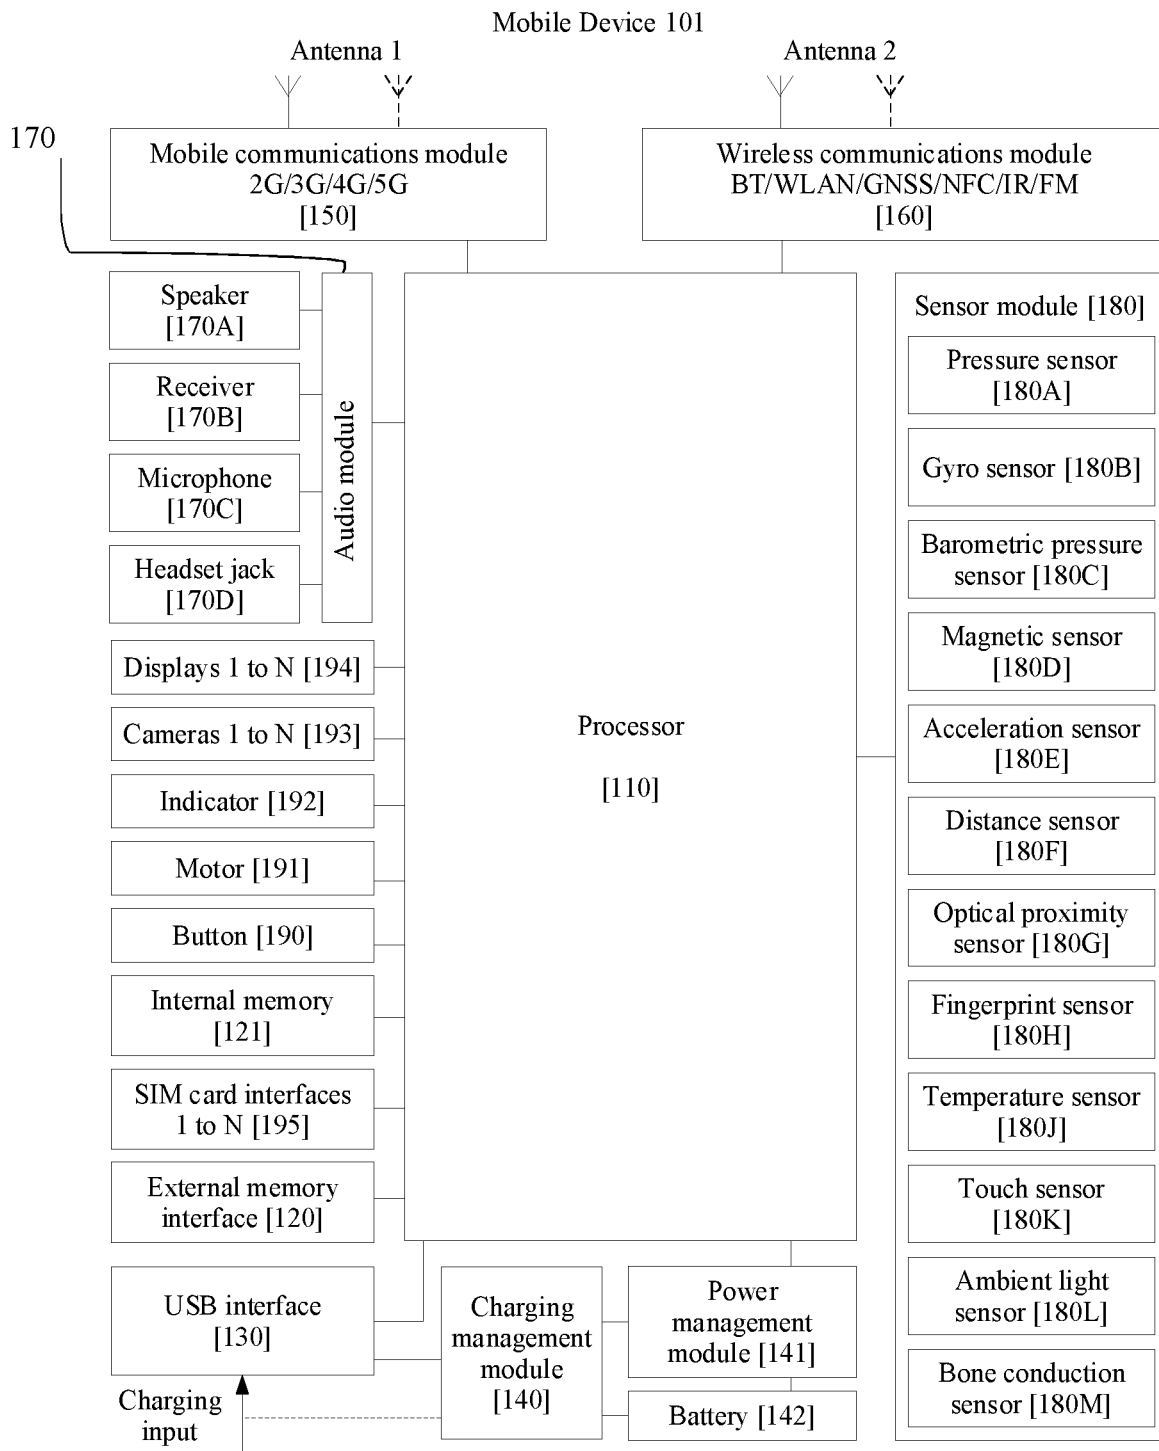 Mobile Device 101
Antenna 1
Antenna 2
170
Mobile communications module
2G/3G/4G/5G
[150]
Wireless communications module
BT/WLAN/GNSS/NFC/IR/FM
[160]
Speaker
[170A]
Receiver
[170B]
Microphone
[170C]
Headset jack
[170D]
Audio module
Displays 1 to N [194]
Cameras 1 to N [193]
Indicator [192]
Motor [191]
Button [190]
Internal memory
[121]
SIM card interfaces
1 to N [195]
External memory
interface [120]
Processor
[110]
Sensor module [180]
Pressure sensor
[180A]
Gyro sensor [180B]
Barometric pressure
sensor [180C]
Magnetic sensor
[180D]
Acceleration sensor
[180E]
Distance sensor
[180F]
Optical proximity
sensor [180G]
Fingerprint sensor
[180H]
Temperature sensor
[180J]
Touch sensor
[180K]
Ambient light
sensor [180L]
Bone conduction
sensor [180M]
USB interface
[130]
Charging
management
module
[140]
Power
management
module [141]
Battery [142]
Charging
input